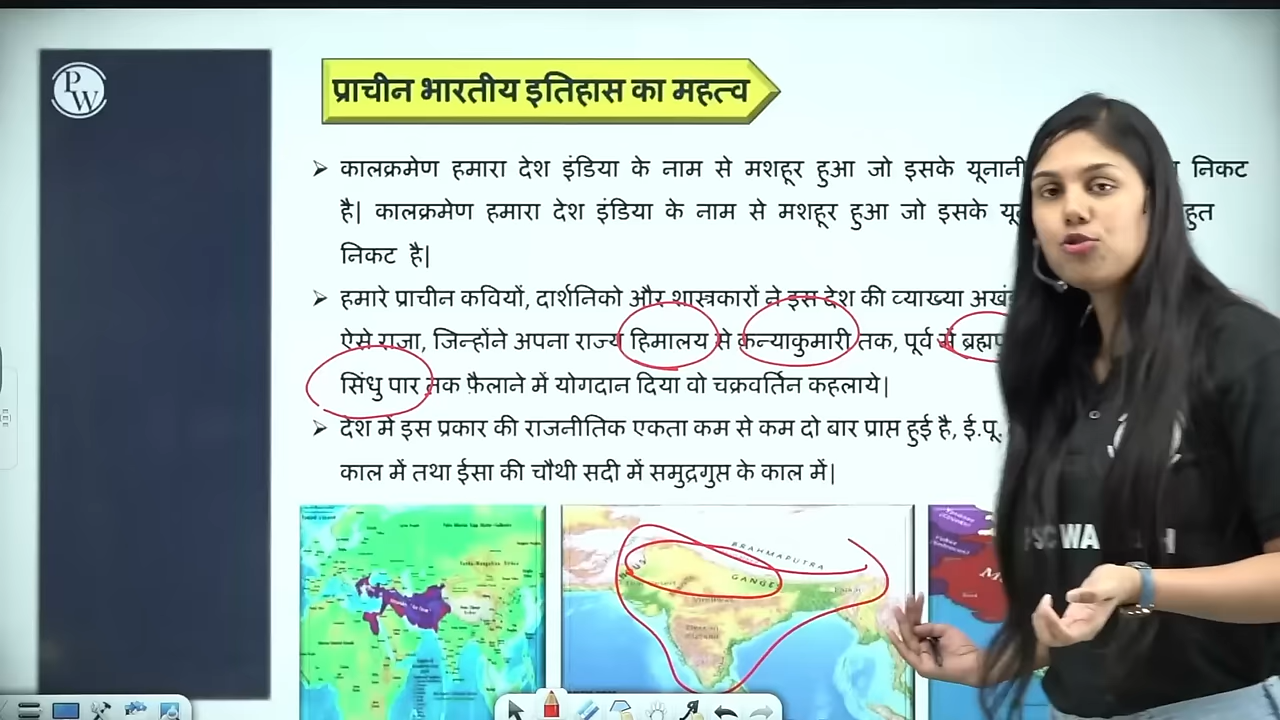 PW
प्राचीन भारतीय इतिहास का महत्व
कालक्रमेण हमारा देश इंडिया के नाम से मशहूर हुआ जो इसके यूनानी निकट
है| कालक्रमेण हमारा देश इंडिया के नाम से मशहूर हुआ जो इसके
निकट है|
हमारे प्राचीन कवियों, दार्शनिको और शास्त्रकारों ने इस देश की व्याख्या
ऐसे राजा, जिन्होंने अपना राज्य हिमालय से कन्याकुमारी तक, पूर्व में
सिंधु पार तक फ़ैलाने में योगदान दिया वो चक्रवर्तिन कहलाये|
देश में इस प्रकार की राजनीतिक एकता कम से कम दो बार प्राप्त हुई है, ई.पू.
काल में तथा ईसा की चौथी सदी में समुद्रगुप्त के काल में|
BRAHMAPUTRA
INDUS
GANGES
WA